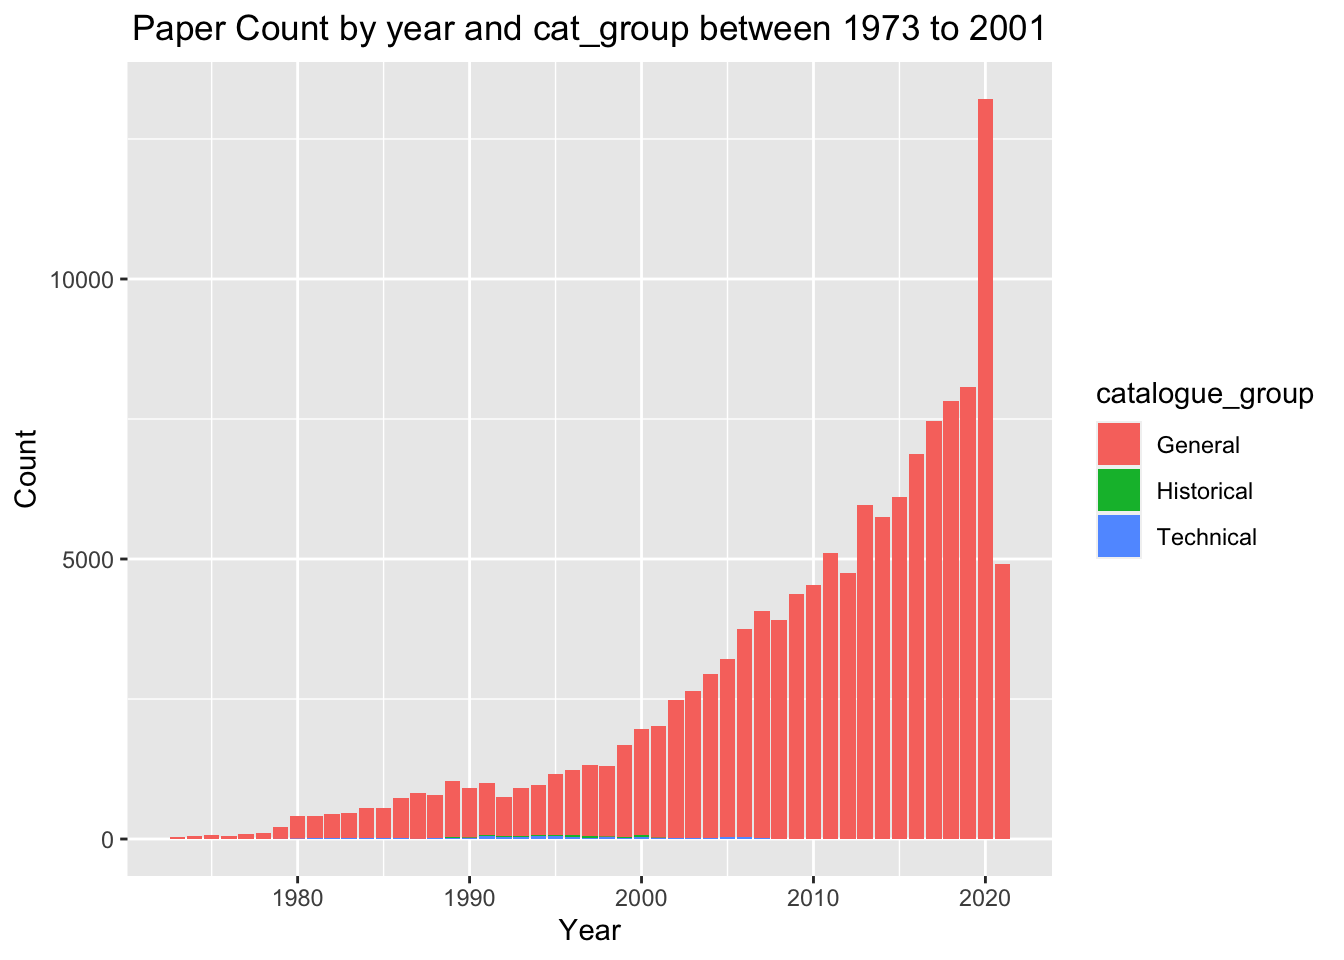 Paper Count by year and cat_group between 1973 to 2001
10000
5000
0
Count
1980 1990 2000 2010 2020
Year
catalogue_group
General
Historical
Technical